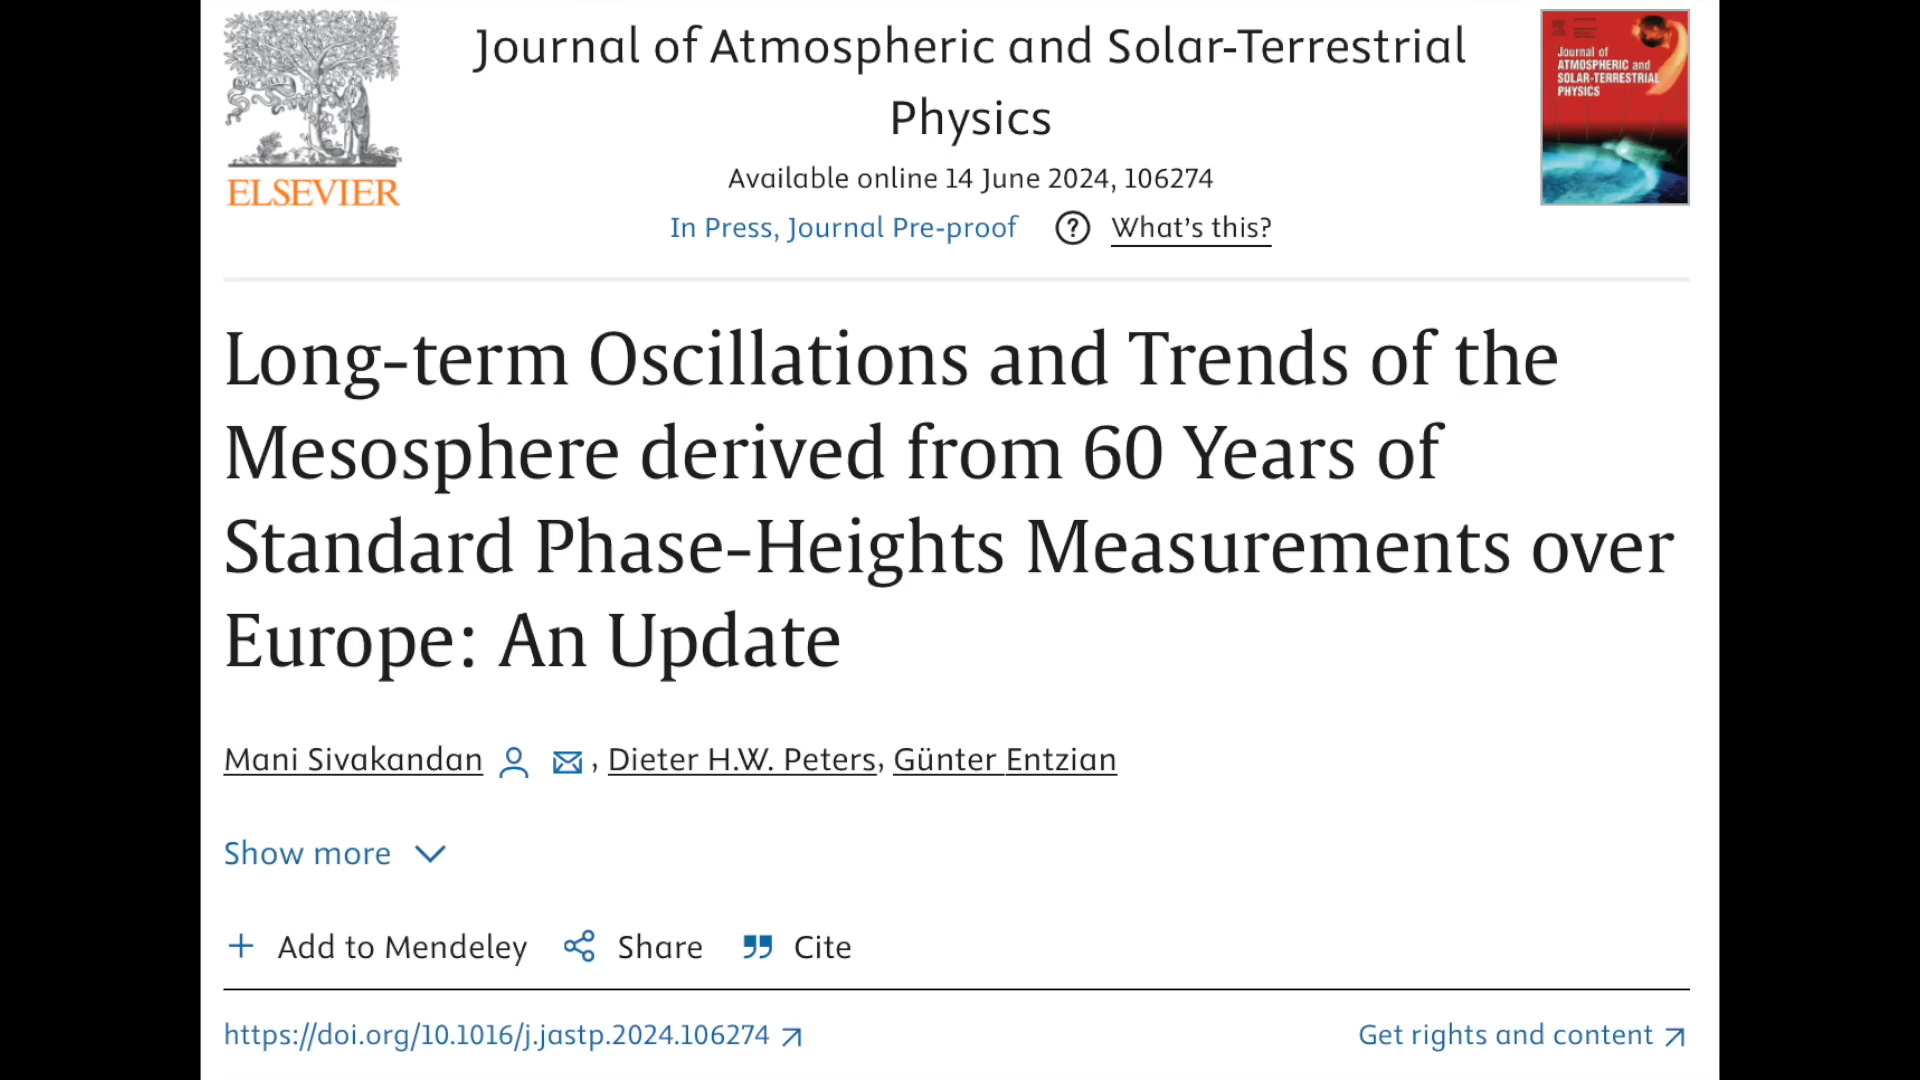 Journal of Atmospheric and Solar-Terrestrial
Physics
Available online 14 June 2024, 106274
In Press, Journal Pre-proof What's this?
ELSEVIER
Journal of
ATMOSPHERIC and
SOLAR-TERRESTRIAL
PHYSICS
Long-term Oscillations and Trends of the
Mesosphere derived from 60 Years of
Standard Phase-Heights Measurements over
Europe: An Update
Mani Sivakandan , Dieter H.W. Peters, Günter Entzian
Show more
Add to Mendeley Share Cite
https://doi.org/10.1016/j.jastp.2024.106274
Get rights and content